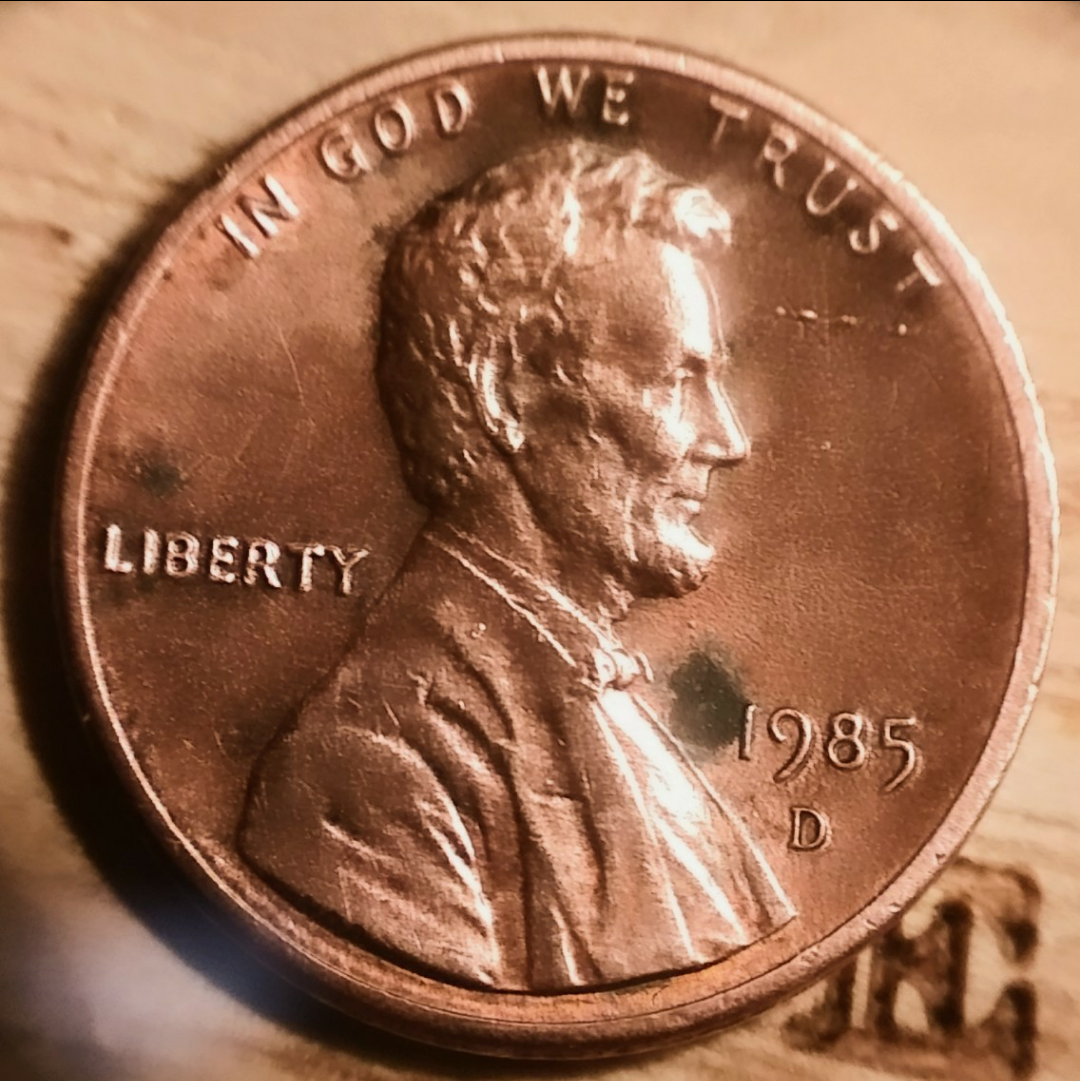 IN GOD WE TRUST
LIBERTY
1985
D